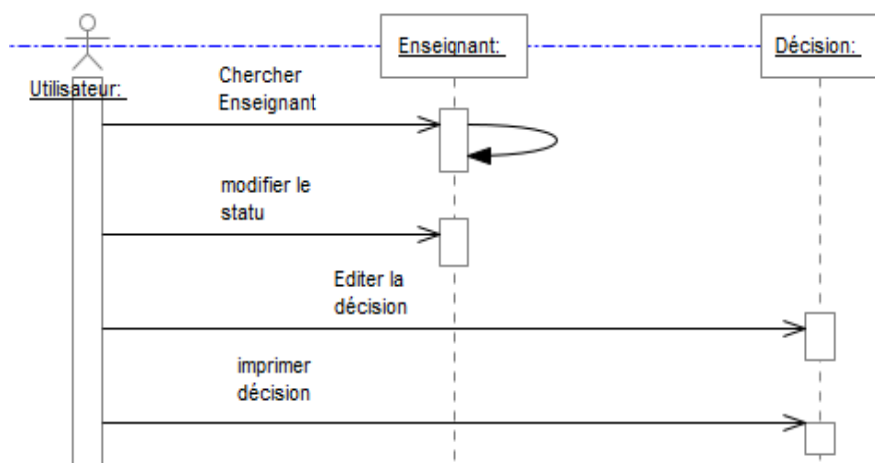 Enseignant:
Décision:
Utilisateur:
Chercher
Enseignant
modifier le
statu
Editer la
décision
imprimer
décision